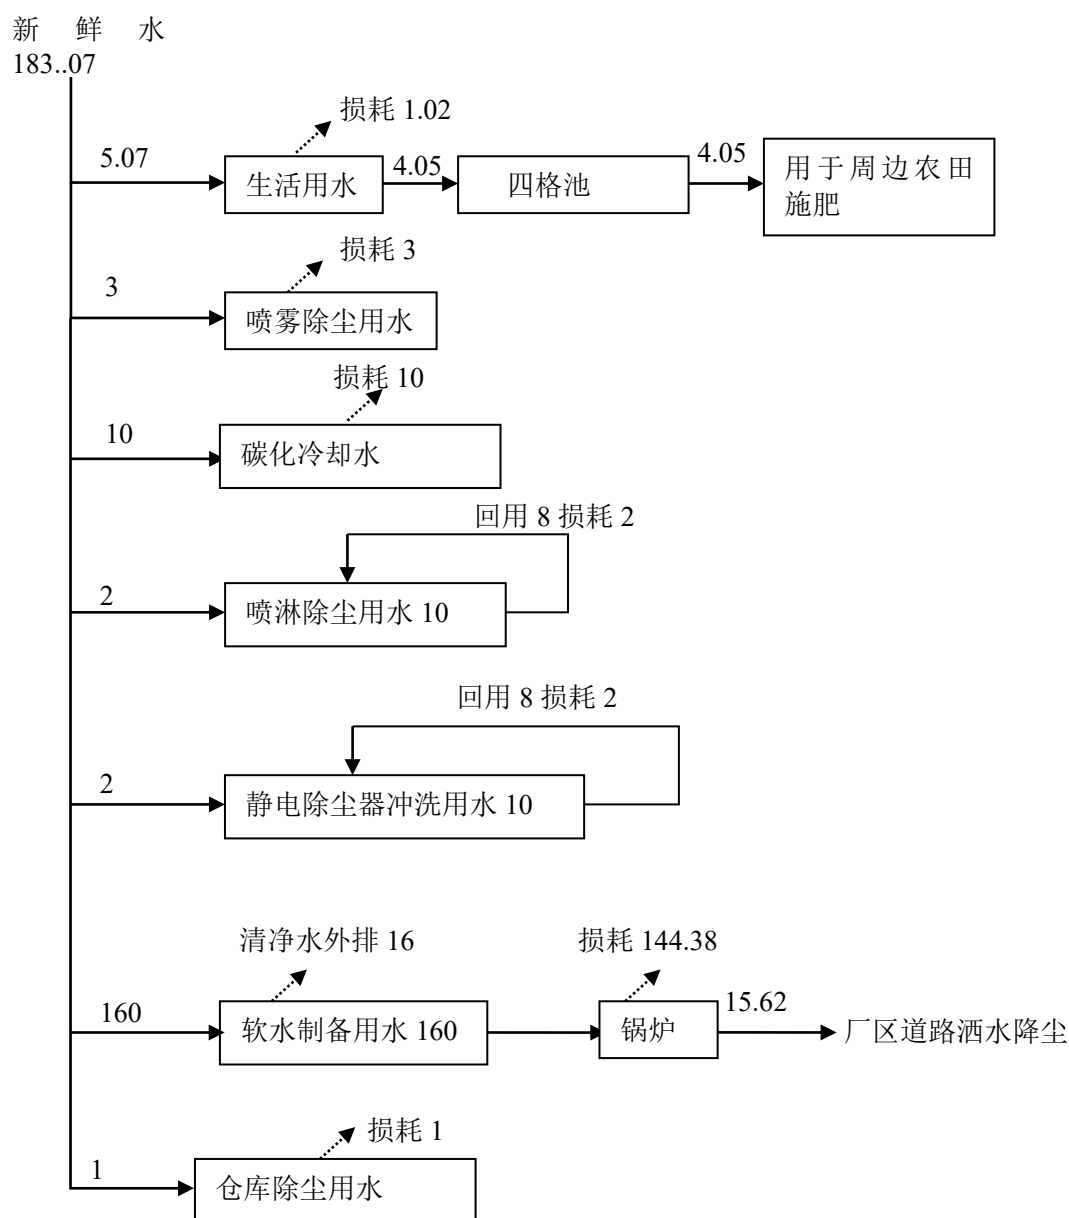 新 鲜 水
183..07
损耗 1.02
5.07
生活用水
4.05
四格池
4.05
用于周边农田
施肥
损耗 3
3
喷雾除尘用水
损耗 10
10
碳化冷却水
回用 8 损耗 2
2
喷淋除尘用水 10
回用 8 损耗 2
2
静电除尘器冲洗用水 10
清净水外排 16
损耗 144.38
160
软水制备用水 160
锅炉
15.62
厂区道路洒水降尘
损耗 1
1
仓库除尘用水